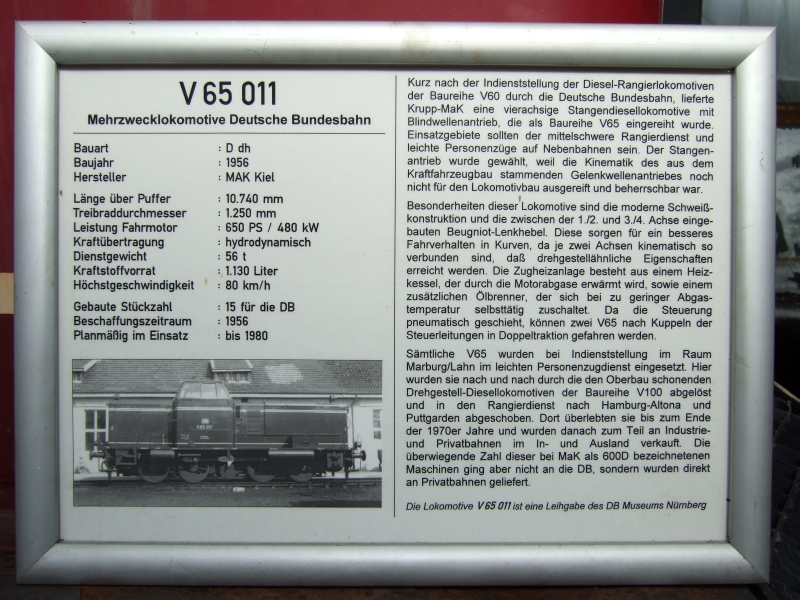 V 65 011
Mehrzwecklokomotive Deutsche Bundesbahn
Bauart : D dh
Baujahr : 1956
Hersteller : MAK Kiel
Länge über Puffer : 10.740 mm
Treibraddurchmesser : 1.250 mm
Leistung Fahrmotor : 650 PS / 480 kW
Kraftübertragung : hydrodynamisch
Dienstgewicht : 56 t
Kraftstoffvorrat : 1.130 Liter
Höchstgeschwindigkeit : 80 km/h
Gebaute Stückzahl : 15 für die DB
Beschaffungszeitraum : 1956
Planmäßig im Einsatz : bis 1980
V65 011
Kurz nach der Indienststellung der Diesel-Rangierlokomotiven
der Baureihe V60 durch die Deutsche Bundesbahn, lieferte
Krupp-MaK eine vierachsige Stangendiesellokomotive mit
Blindwellenantrieb, die als Baureihe V65 eingereiht wurde.
Einsatzgebiete sollten der mittelschwere Rangierdienst und
leichte Personenzüge auf Nebenbahnen sein. Der Stangen-
antrieb wurde gewählt, weil die Kinematik des aus dem
Kraftfahrzeugbau stammenden Gelenkwellenantriebes noch
nicht für den Lokomotivbau ausgereift und beherrschbar war.
Besonderheiten dieser Lokomotive sind die moderne Schweiß-
konstruktion und die zwischen der 1./2. und 3./4. Achse einge-
bauten Beugniot-Lenkhebel. Diese sorgen für ein besseres
Fahrverhalten in Kurven, da je zwei Achsen kinematisch so
verbunden sind, daß drehgestellähnliche Eigenschaften
erreicht werden. Die Zugheizanlage besteht aus einem Heiz-
kessel, der durch die Motorabgase erwärmt wird, sowie einem
zusätzlichen Ölbrenner, der sich bei zu geringer Abgas-
temperatur selbsttätig zuschaltet. Da die Steuerung
pneumatisch geschieht, können zwei V65 nach Kuppeln der
Steuerleitungen in Doppeltraktion gefahren werden.
Sämtliche V65 wurden bei Indienststellung im Raum
Marburg/Lahn im leichten Personenzugdienst eingesetzt. Hier
wurden sie nach und nach durch die den Oberbau schonenden
Drehgestell-Diesellokomotiven der Baureihe V100 abgelöst
und in den Rangierdienst nach Hamburg-Altona und
Puttgarden abgeschoben. Dort überlebten sie bis zum Ende
der 1970er Jahre und wurden danach zum Teil an Industrie-
und Privatbahnen im In- und Ausland verkauft. Die
überwiegende Zahl dieser bei MaK als 600D bezeichneten
Maschinen ging aber nicht an die DB, sondern wurden direkt
an Privatbahnen geliefert.
Die Lokomotive V 65 011 ist eine Leihgabe des DB Museums Nürnberg